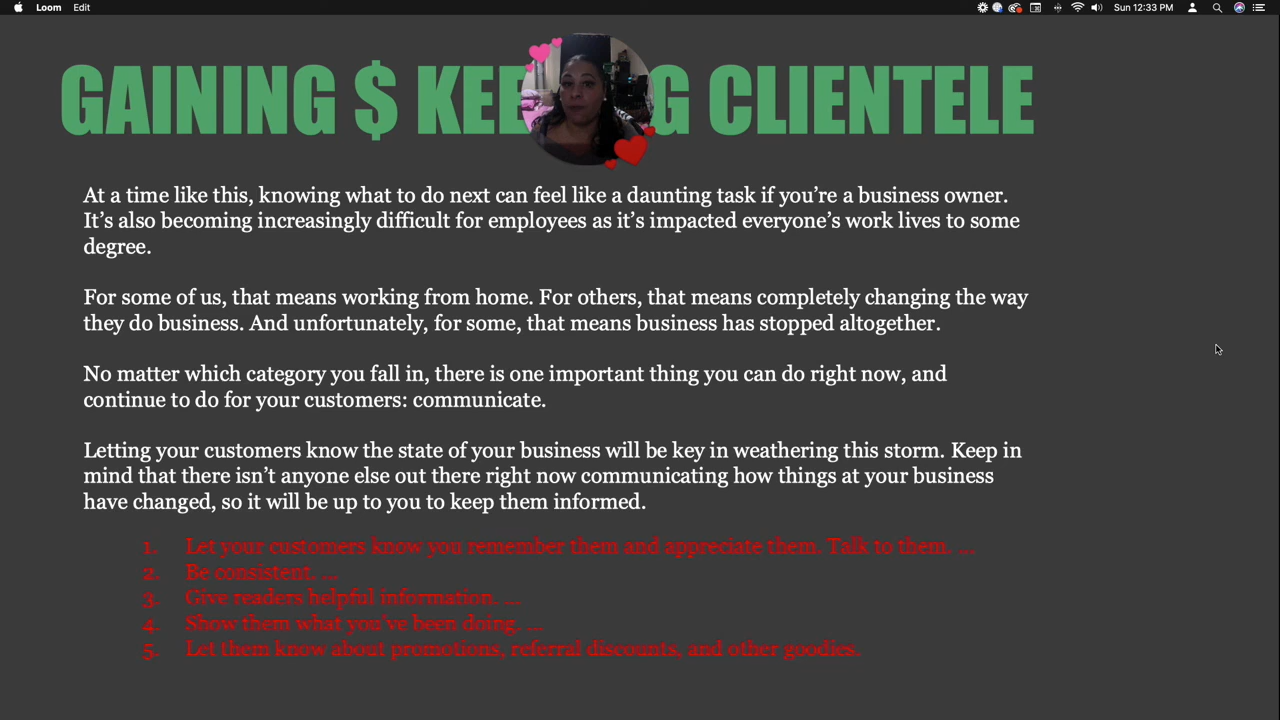 Loom Edit Sun 12:33 PM
GAINING $ KEE G CLIENTELE
At a time like this, knowing what to do next can feel like a daunting task if you’re a business owner.
It’s also becoming increasingly difficult for employees as it’s impacted everyone’s work lives to some
degree.
For some of us, that means working from home. For others, that means completely changing the way
they do business. And unfortunately, for some, that means business has stopped altogether.
No matter which category you fall in, there is one important thing you can do right now, and
continue to do for your customers: communicate.
Letting your customers know the state of your business will be key in weathering this storm. Keep in
mind that there isn’t anyone else out there right now communicating how things at your business
have changed, so it will be up to you to keep them informed.
1. Let your customers know you remember them and appreciate them. Talk to them. ...
2. Be consistent. ...
3. Give readers helpful information. ...
4. Show them what you’ve been doing. ...
5. Let them know about promotions, referral discounts, and other goodies.